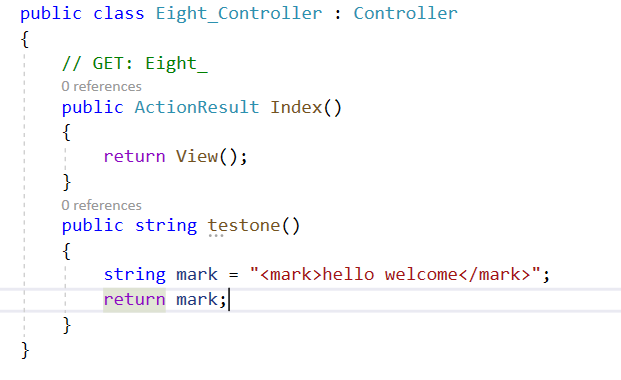 public class Eight_Controller : Controller
{
// GET: Eight_
0 references
public ActionResult Index()
{
return View();
}
0 references
public string testone()
{
string mark = "<mark>hello welcome</mark>";
return mark;
}
}